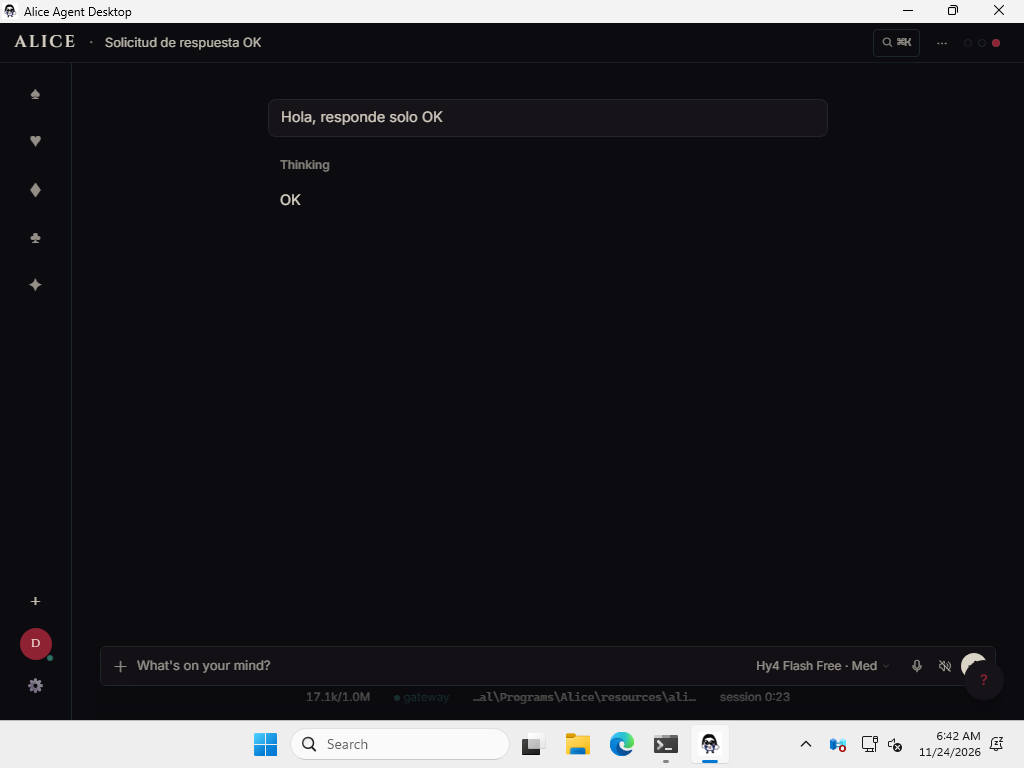 Alice Agent Desktop
ALICE · Solicitud de respuesta OK
⌘K ...
Hola, responde solo OK
Thinking
OK
D
What's on your mind?
Hy4 Flash Free · Med
?
17.1k/1.0M
gateway
…al\Programs\Alice\resources\ali…
session 0:23
Search
6:42 AM
11/24/2026